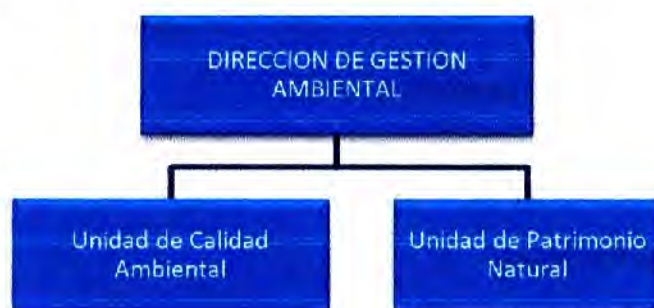 DIRECCION DE GESTION
AMBIENTAL
Unidad de Calidad
Ambiental
Unidad de Patrimonio
Natural